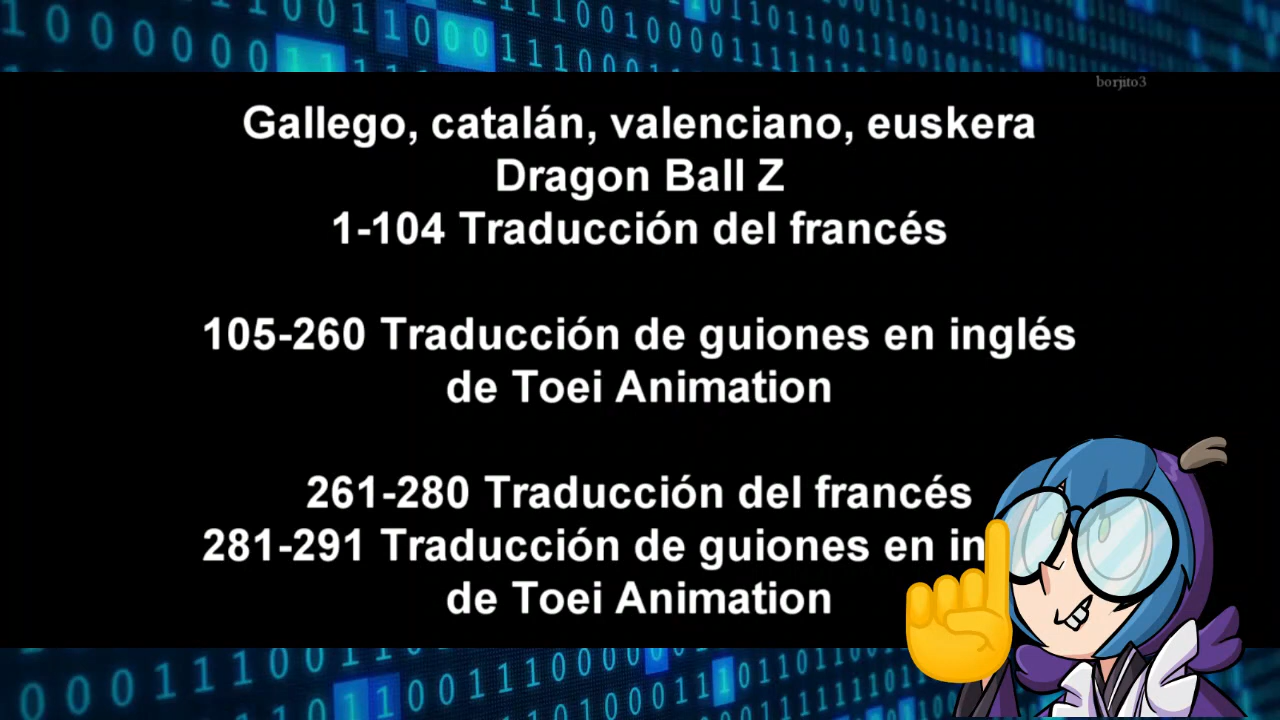 borjito3
Gallego, catalán, valenciano, euskera
Dragon Ball Z
1-104 Traducción del francés
105-260 Traducción de guiones en inglés
de Toei Animation
261-280 Traducción del francés
281-291 Traducción de guiones en in
de Toei Animation